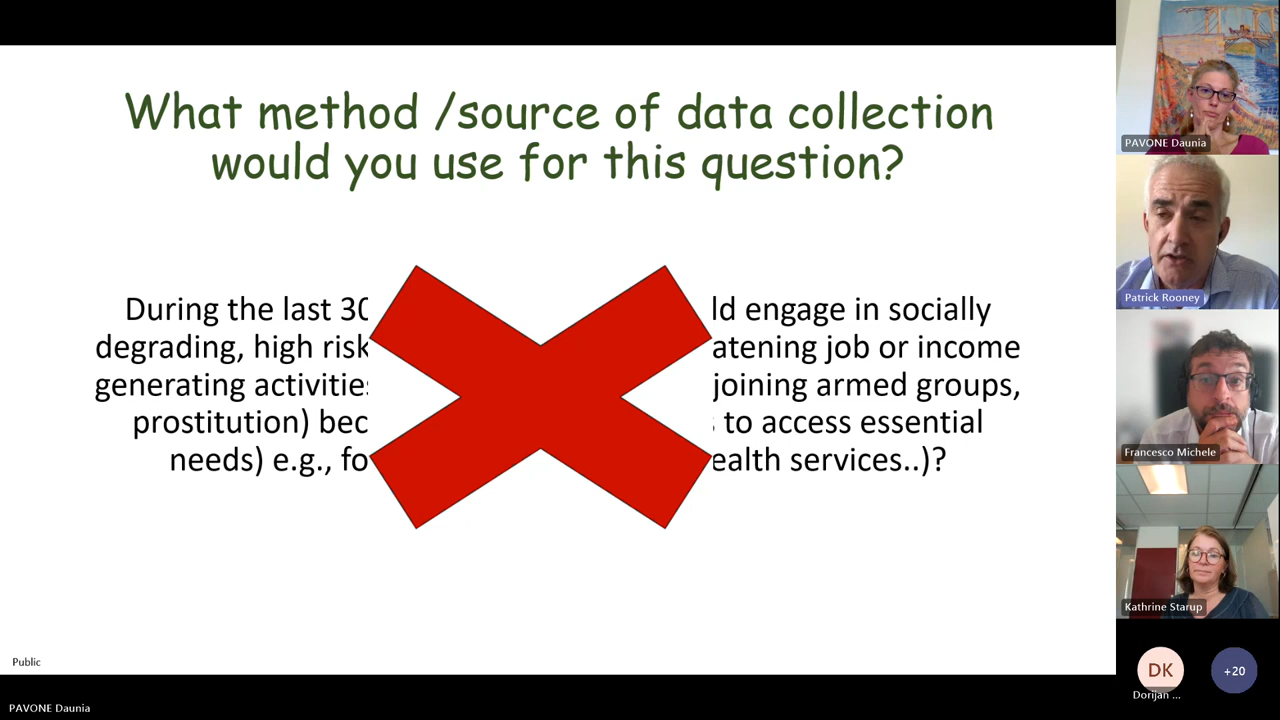 What method /source of data collection
would you use for this question?
During the last 30 ld engage in socially
degrading, high risk atening job or income
generating activities joining armed groups,
prostitution) bec to access essential
needs) e.g., fo ealth services..)?
Public
PAVONE Daunia
PAVONE Daunia
Patrick Rooney
Francesco Michele
Kathrine Starup
DK
Dorijan ...
+20